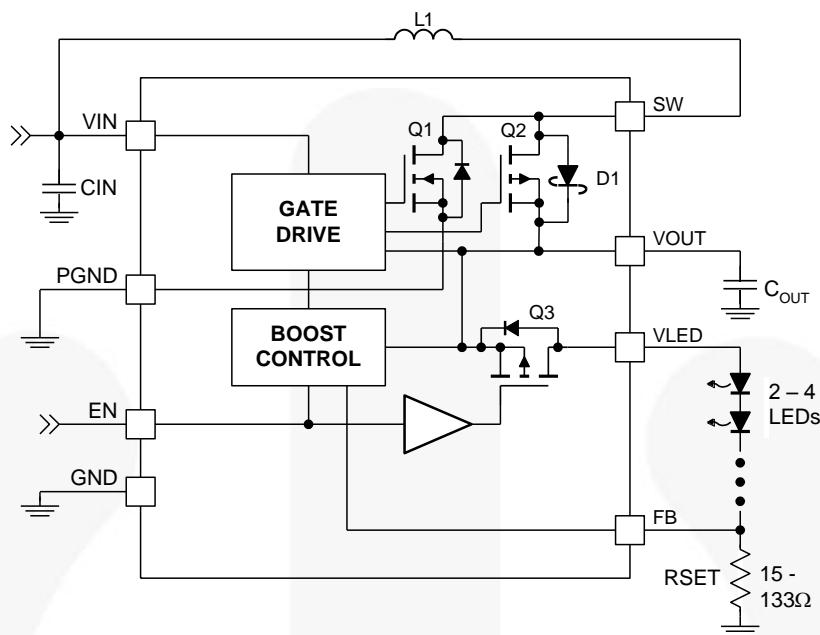 L1
VIN
SW
Q1
Q2
CIN
D1
GATE
DRIVE
VOUT
PGND
C_OUT
Q3
BOOST
CONTROL
VLED
2 – 4
LEDs
EN
GND
FB
RSET
15 -
133Ω